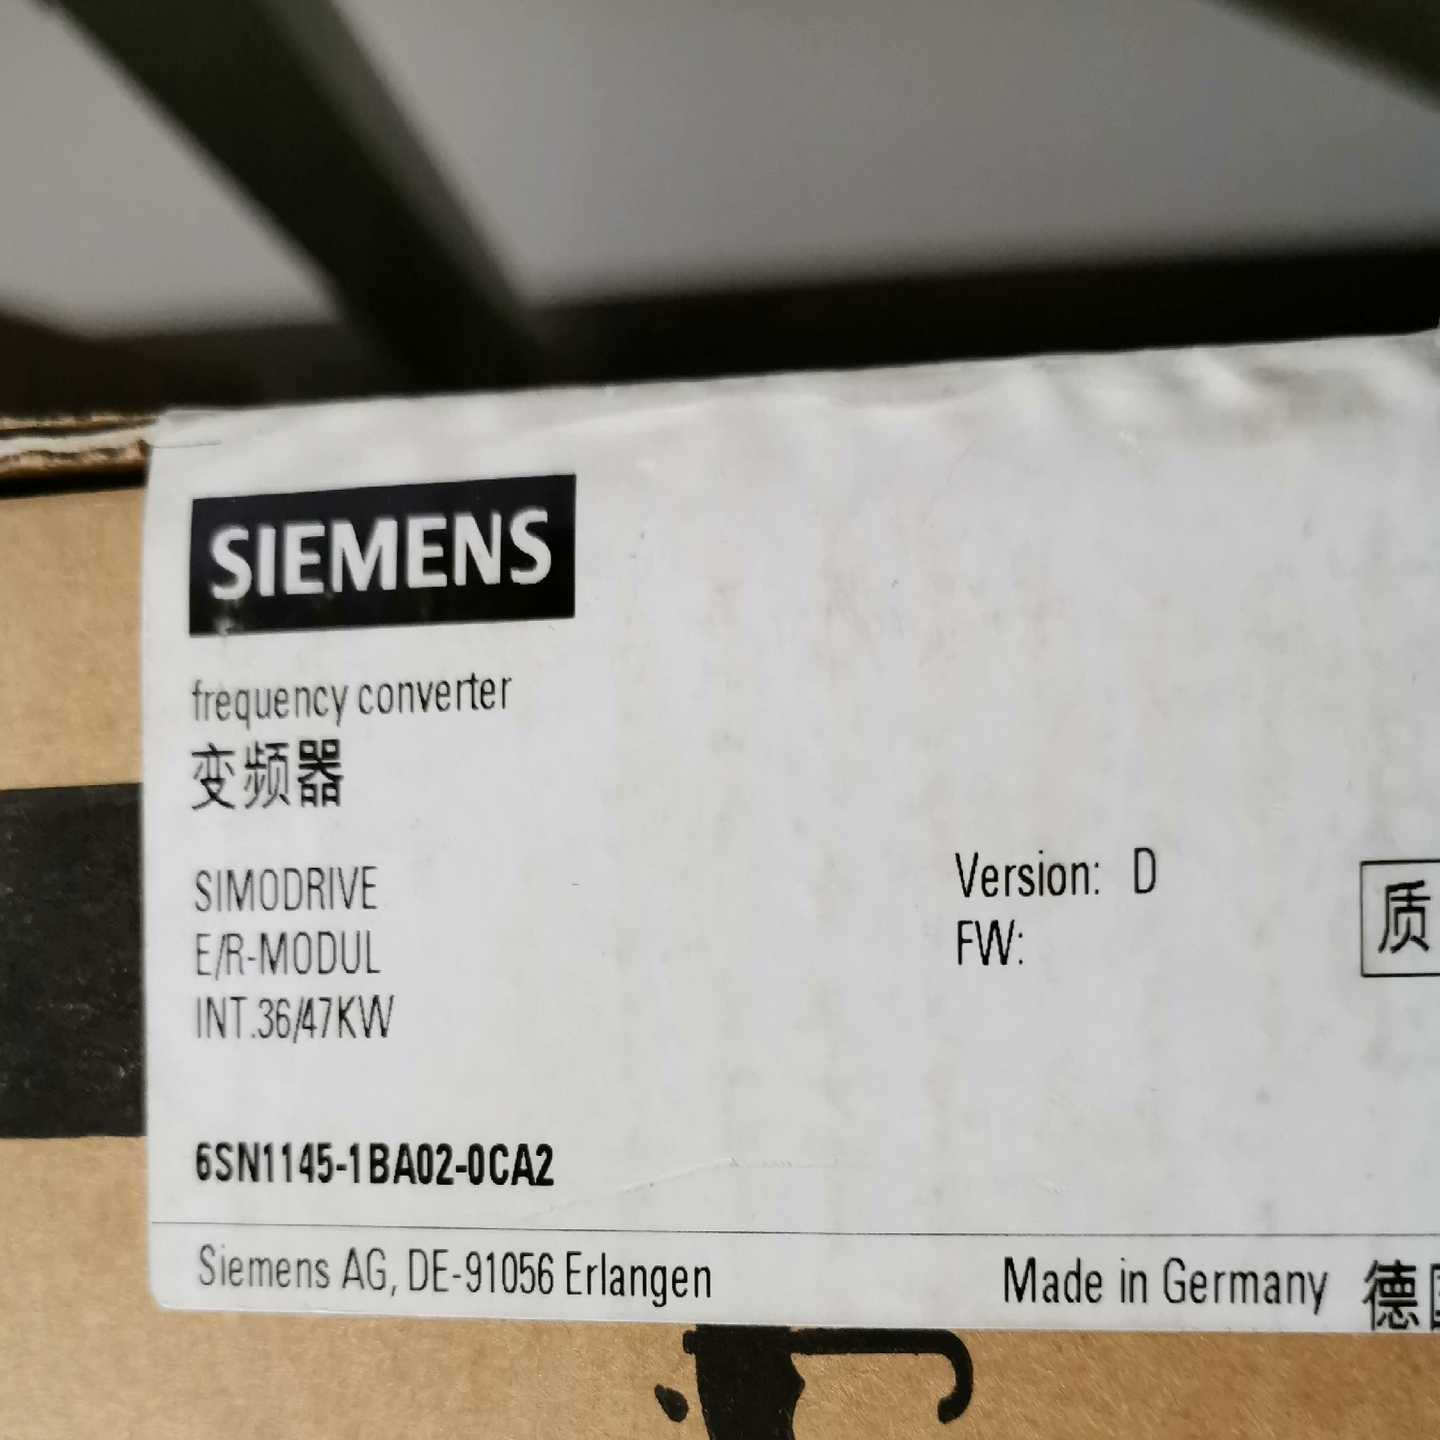 SIEMENS
frequency converter
变频器
SIMODRIVE
E/R-MODUL
INT.36/47KW
Version: D
FW:
质
6SN1145-1BA02-0CA2
Siemens AG, DE-91056 Erlangen
Made in Germany 德